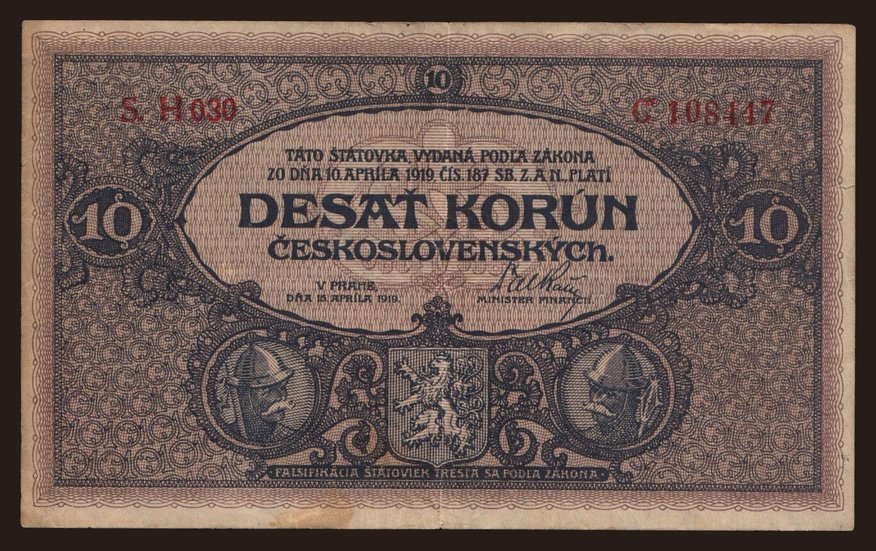 10
S. H 030
Č 108447
TÁTO ŠTÁTOVKA, VYDANÁ PODĽA ZÁKONA
ZO DŇA 10. APRÍLA 1919 ČÍS 187 SB. Z. A N. PLATÍ
10
DESAŤ KORÚN
10
ČESKOSLOVENSKÝCH.
V PRAHE,
DŇA 15. APRÍLA 1919.
MINISTER FINANCIÍ.
FALSIFIKÁCIA ŠTÁTOVIEK TRESTÁ SA PODĽA ZÁKONA.